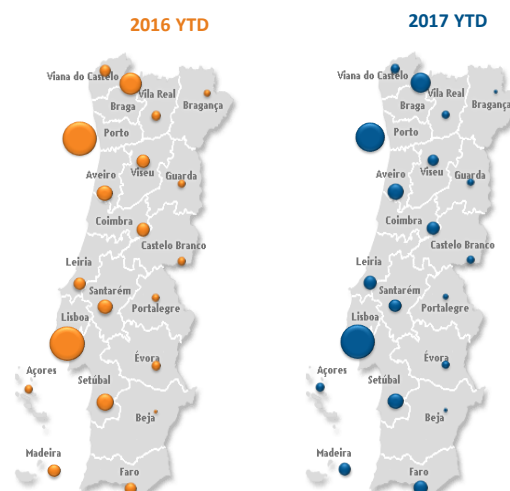 2016 YTD
Viana do Castelo
Vila Real
Bragança
Braga
Porto
Viseu
Aveiro
Guarda
Coimbra
Castelo Branco
Leiria
Santarém
Portalegre
Lisboa
Évora
Açores
Setúbal
Beja
Madeira
Faro
2017 YTD
Viana do Castelo
Vila Real
Bragança
Braga
Porto
Viseu
Aveiro
Guarda
Coimbra
Castelo Branco
Leiria
Santarém
Portalegre
Lisboa
Évora
Açores
Setúbal
Beja
Madeira
Faro